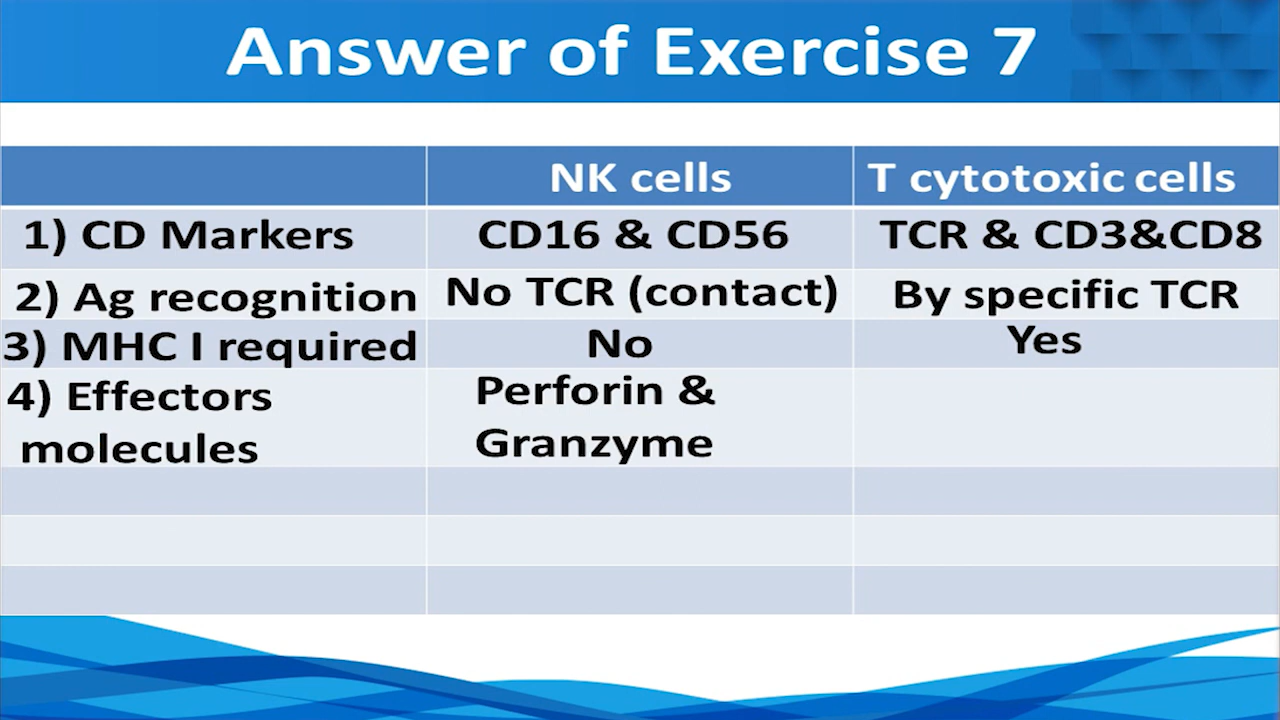 Answer of Exercise 7
NK cells T cytotoxic cells
1) CD Markers CD16 & CD56 TCR & CD3&CD8
2) Ag recognition No TCR (contact) By specific TCR
3) MHC I required No Yes
4) Effectors Perforin &
molecules Granzyme